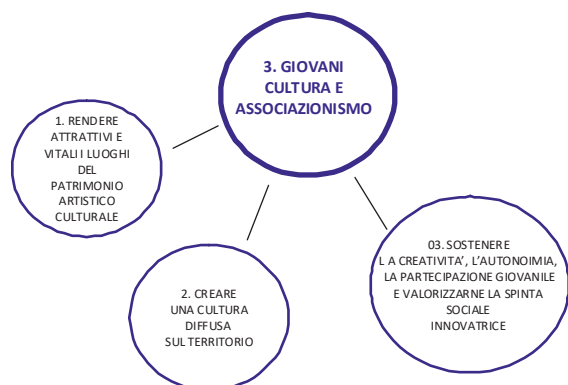 3. GIOVANI
CULTURA E
ASSOCIAZIONISMO
1. RENDERE
ATTRATTIVI E
VITALI I LUOGHI
DEL
PATRIMONIO
ARTISTICO
CULTURALE
2. CREARE
UNA CULTURA
DIFFUSA
SUL TERRITORIO
03. SOSTENERE
L A CREATIVITA’, L’AUTONOIMIA,
LA PARTECIPAZIONE GIOVANILE
E VALORIZZARNE LA SPINTA
SOCIALE
INNOVATRICE